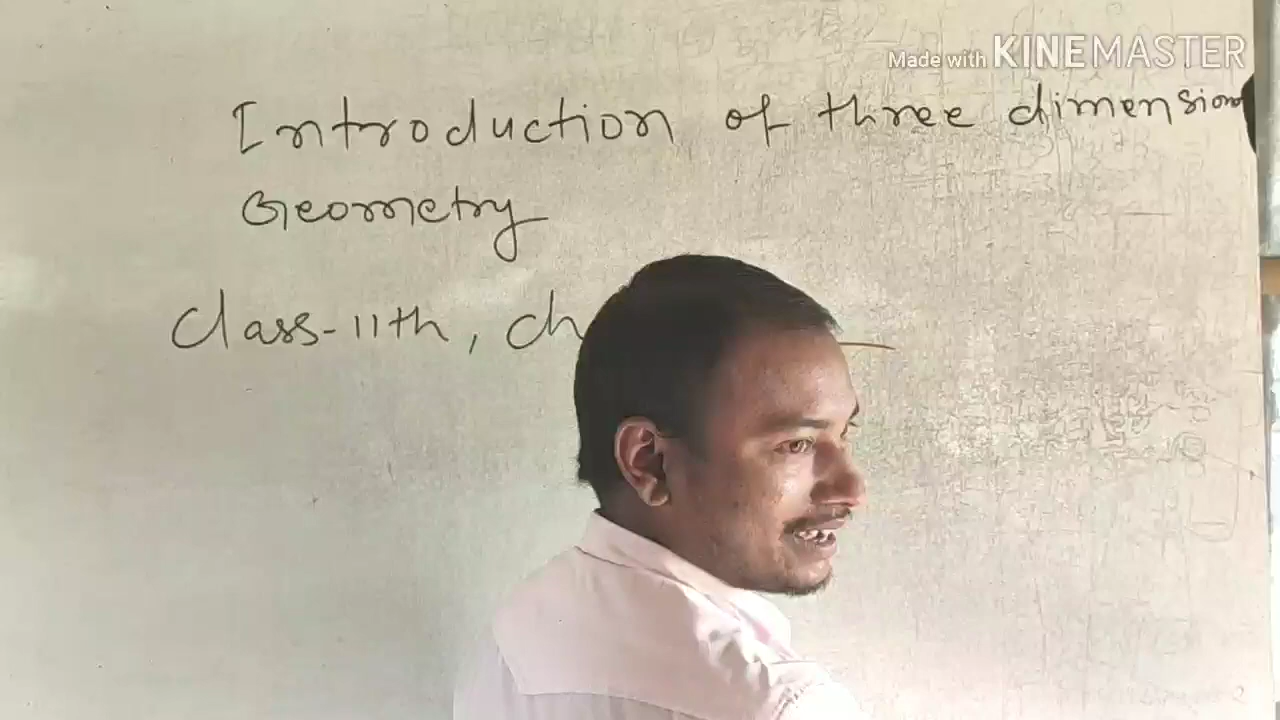 Made with KINEMASTER
Introduction of three dimension
Geometry
Class-11th, ch